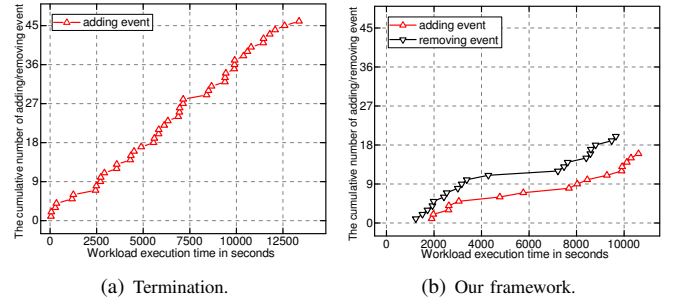 The cumulative number of adding/removing event
45
36
27
18
9
0
adding event
0
2500
5000
7500
10000
12500
Workload execution time in seconds
(a) Termination.
The cumulative number of adding/removing event
45
36
27
18
9
0
adding event
removing event
0
2000
4000
6000
8000
10000
Workload execution time in seconds
(b) Our framework.